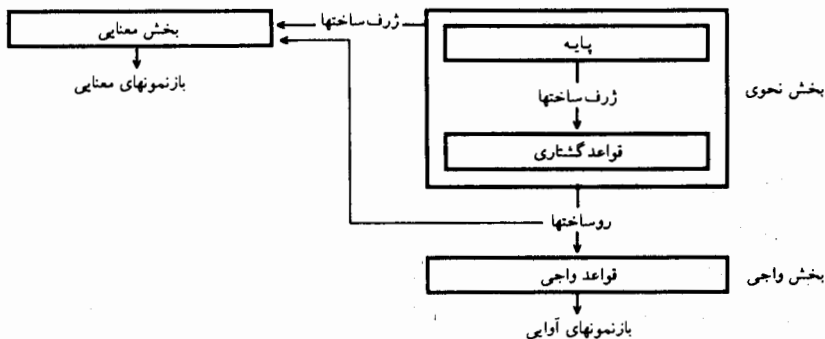 ژرف‌ساختها
بخش معنایی
پایه
بازنمونهای معنایی
بخش نحوی
ژرف‌ساختها
قواعد گشتاری
روساختها
بخش واجی
قواعد واجی
بازنمونهای آوایی